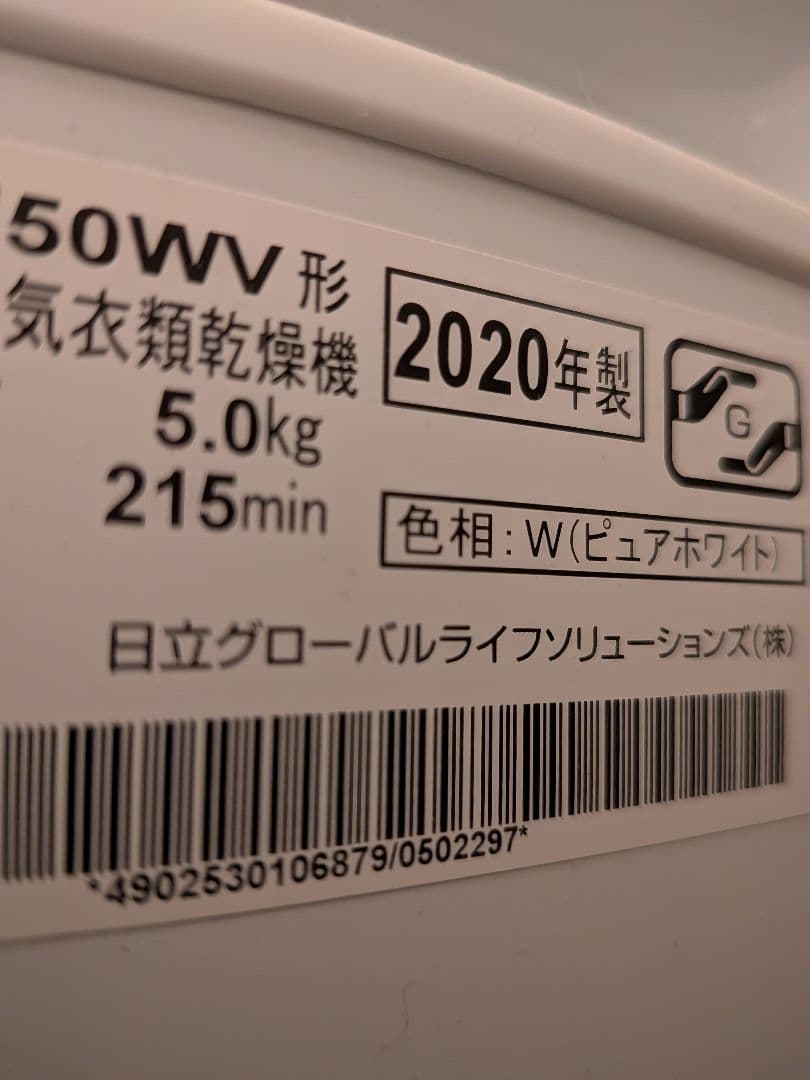 50WV 形
気衣類乾燥機
2020年製
G
5.0kg
215min
色相:W(ピュアホワイト)
日立グローバルライフソリューションズ(株)
*4902530106879/0502297*